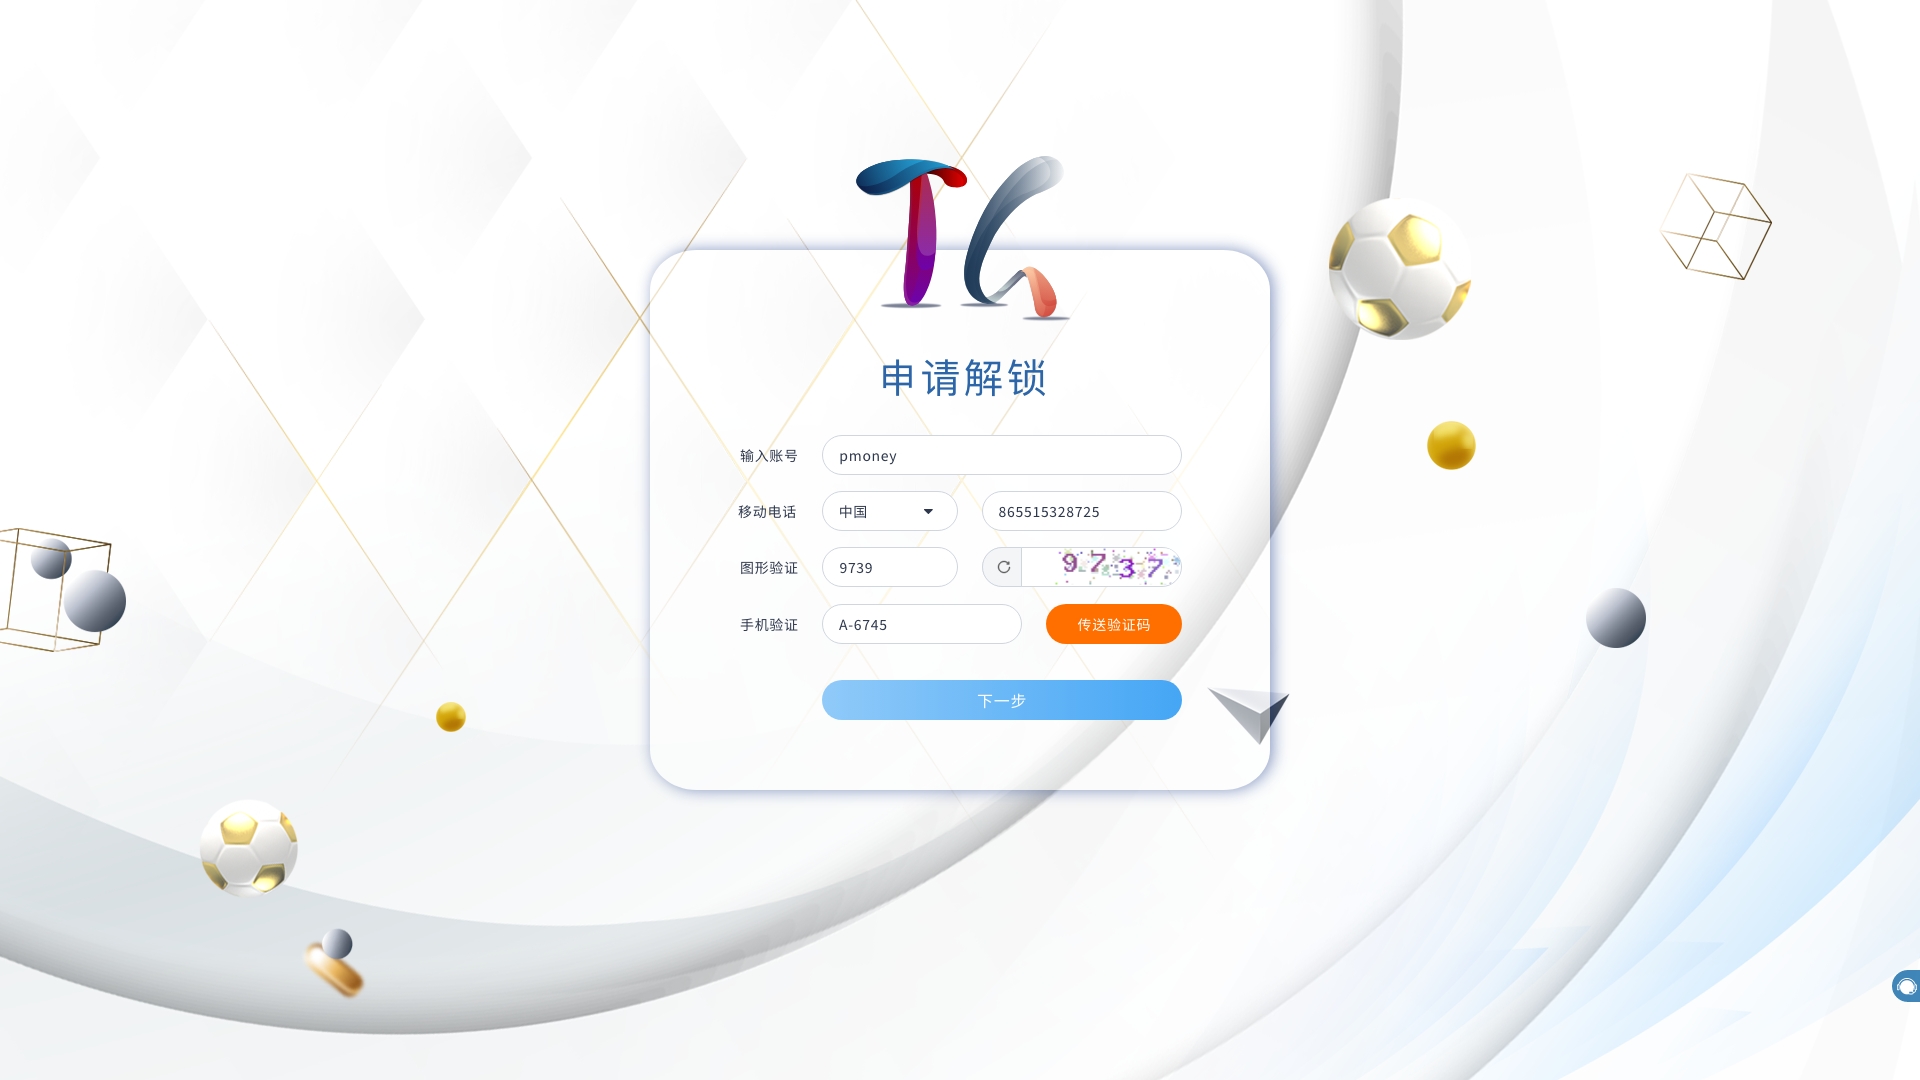 TC
申请解锁
输入账号 pmoney
移动电话 中国 865515328725
图形验证 9739 9737
手机验证 A-6745 传送验证码
下一步